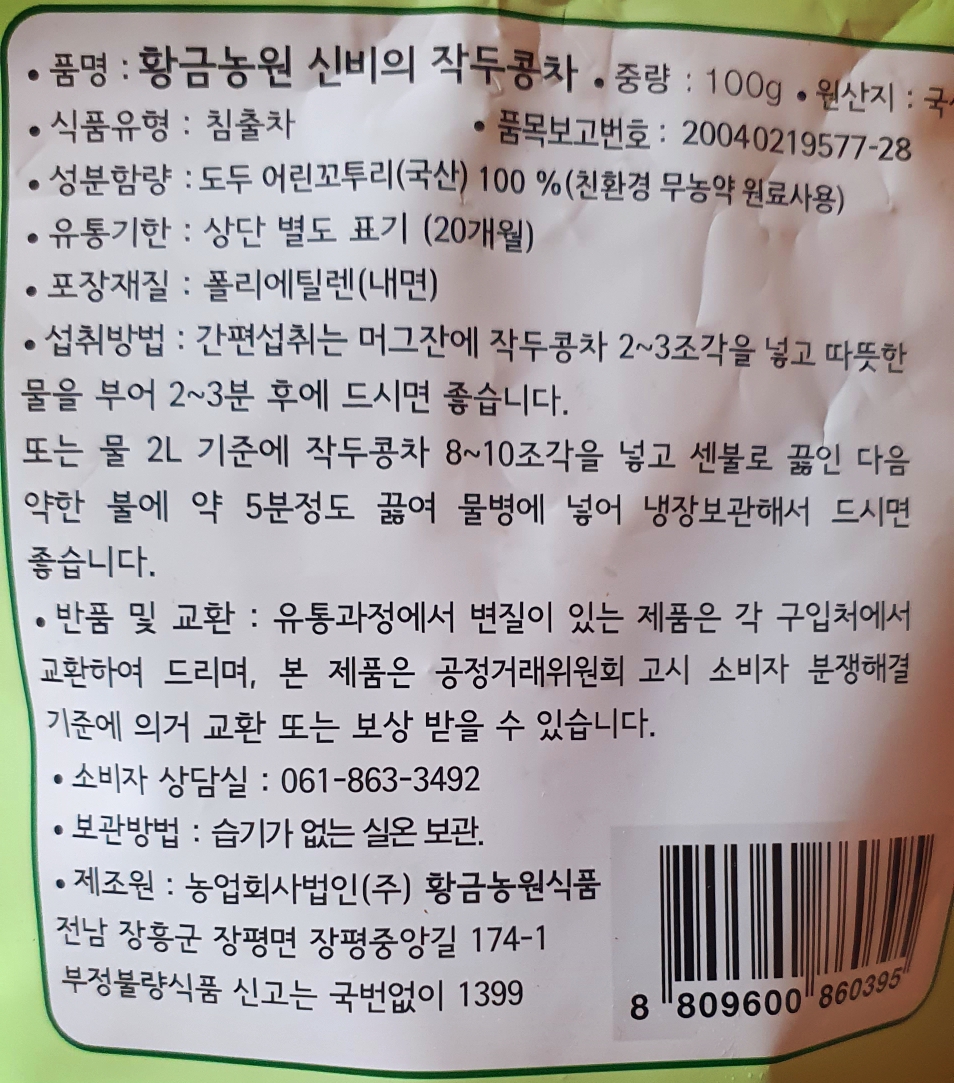 • 품명 : 황금농원 신비의 작두콩차 • 중량 : 100g • 원산지 : 국
• 식품유형 : 침출차 • 품목보고번호 : 20040219577-28
• 성분함량 : 도두 어린꼬투리(국산) 100 %(친환경 무농약 원료사용)
• 유통기한 : 상단 별도 표기 (20개월)
• 포장재질 : 폴리에틸렌(내면)
• 섭취방법 : 간편섭취는 머그잔에 작두콩차 2~3조각을 넣고 따뜻한
물을 부어 2~3분 후에 드시면 좋습니다.
또는 물 2L 기준에 작두콩차 8~10조각을 넣고 센불로 끓인 다음
약한 불에 약 5분정도 끓여 물병에 넣어 냉장보관해서 드시면
좋습니다.
• 반품 및 교환 : 유통과정에서 변질이 있는 제품은 각 구입처에서
교환하여 드리며, 본 제품은 공정거래위원회 고시 소비자 분쟁해결
기준에 의거 교환 또는 보상 받을 수 있습니다.
• 소비자 상담실 : 061-863-3492
• 보관방법 : 습기가 없는 실온 보관.
• 제조원 : 농업회사법인(주) 황금농원식품
전남 장흥군 장평면 장평중앙길 174-1
부정불량식품 신고는 국번없이 1399
8 809600 860395